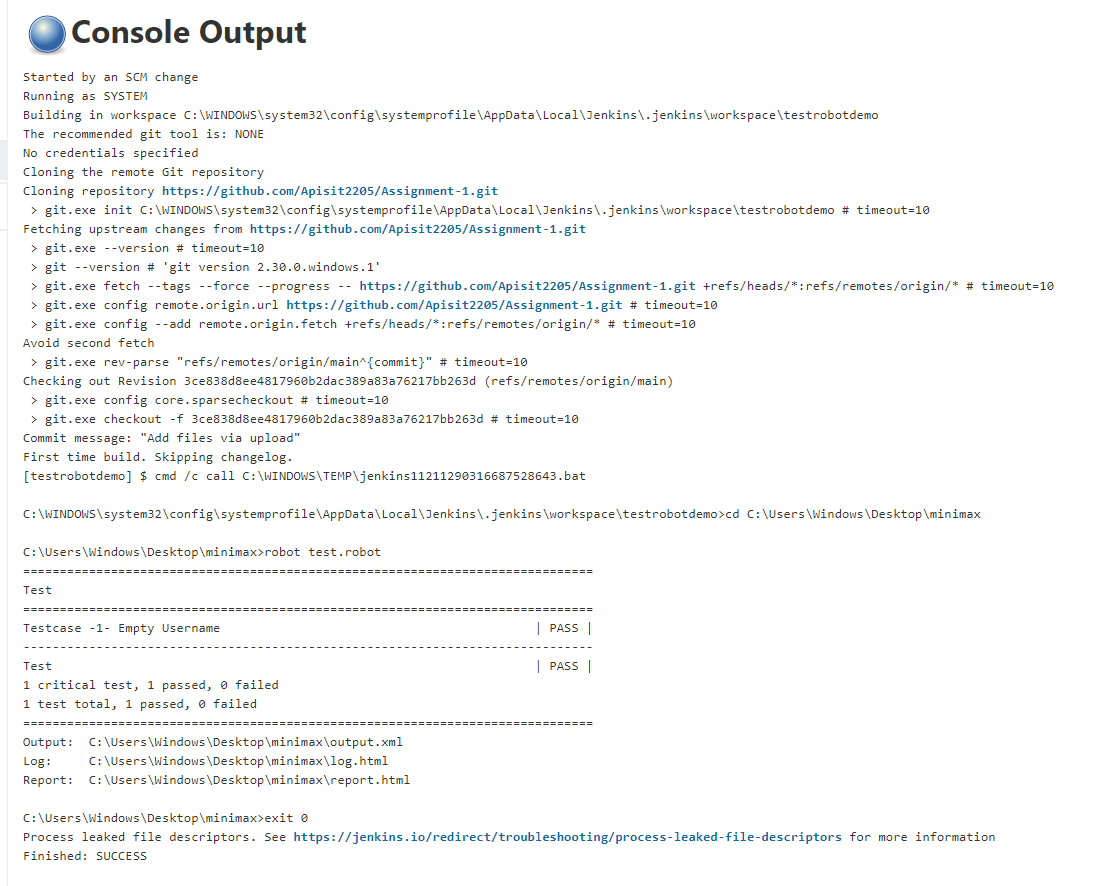 Console Output
Started by an SCM change
Running as SYSTEM
Building in workspace C:\WINDOWS\system32\config\systemprofile\AppData\Local\Jenkins\.jenkins\workspace\testrobotdemo
The recommended git tool is: NONE
No credentials specified
Cloning the remote Git repository
Cloning repository https://github.com/Apisit2205/Assignment-1.git
 > git.exe init C:\WINDOWS\system32\config\systemprofile\AppData\Local\Jenkins\.jenkins\workspace\testrobotdemo # timeout=10
Fetching upstream changes from https://github.com/Apisit2205/Assignment-1.git
 > git.exe --version # timeout=10
 > git --version # 'git version 2.30.0.windows.1'
 > git.exe fetch --tags --force --progress -- https://github.com/Apisit2205/Assignment-1.git +refs/heads/*:refs/remotes/origin/* # timeout=10
 > git.exe config remote.origin.url https://github.com/Apisit2205/Assignment-1.git # timeout=10
 > git.exe config --add remote.origin.fetch +refs/heads/*:refs/remotes/origin/* # timeout=10
Avoid second fetch
 > git.exe rev-parse "refs/remotes/origin/main^{commit}" # timeout=10
Checking out Revision 3ce838d8ee4817960b2dac389a83a76217bb263d (refs/remotes/origin/main)
 > git.exe config core.sparsecheckout # timeout=10
 > git.exe checkout -f 3ce838d8ee4817960b2dac389a83a76217bb263d # timeout=10
Commit message: "Add files via upload"
First time build. Skipping changelog.
[testrobotdemo] $ cmd /c call C:\WINDOWS\TEMP\jenkins11211290316687528643.bat

C:\WINDOWS\system32\config\systemprofile\AppData\Local\Jenkins\.jenkins\workspace\testrobotdemo>cd C:\Users\Windows\Desktop\minimax

C:\Users\Windows\Desktop\minimax>robot test.robot
==============================================================================
Test
==============================================================================
Testcase -1- Empty Username                                           | PASS |
------------------------------------------------------------------------------
Test                                                                  | PASS |
1 critical test, 1 passed, 0 failed
1 test total, 1 passed, 0 failed
==============================================================================
Output:  C:\Users\Windows\Desktop\minimax\output.xml
Log:     C:\Users\Windows\Desktop\minimax\log.html
Report:  C:\Users\Windows\Desktop\minimax\report.html

C:\Users\Windows\Desktop\minimax>exit 0
Process leaked file descriptors. See https://jenkins.io/redirect/troubleshooting/process-leaked-file-descriptors for more information
Finished: SUCCESS